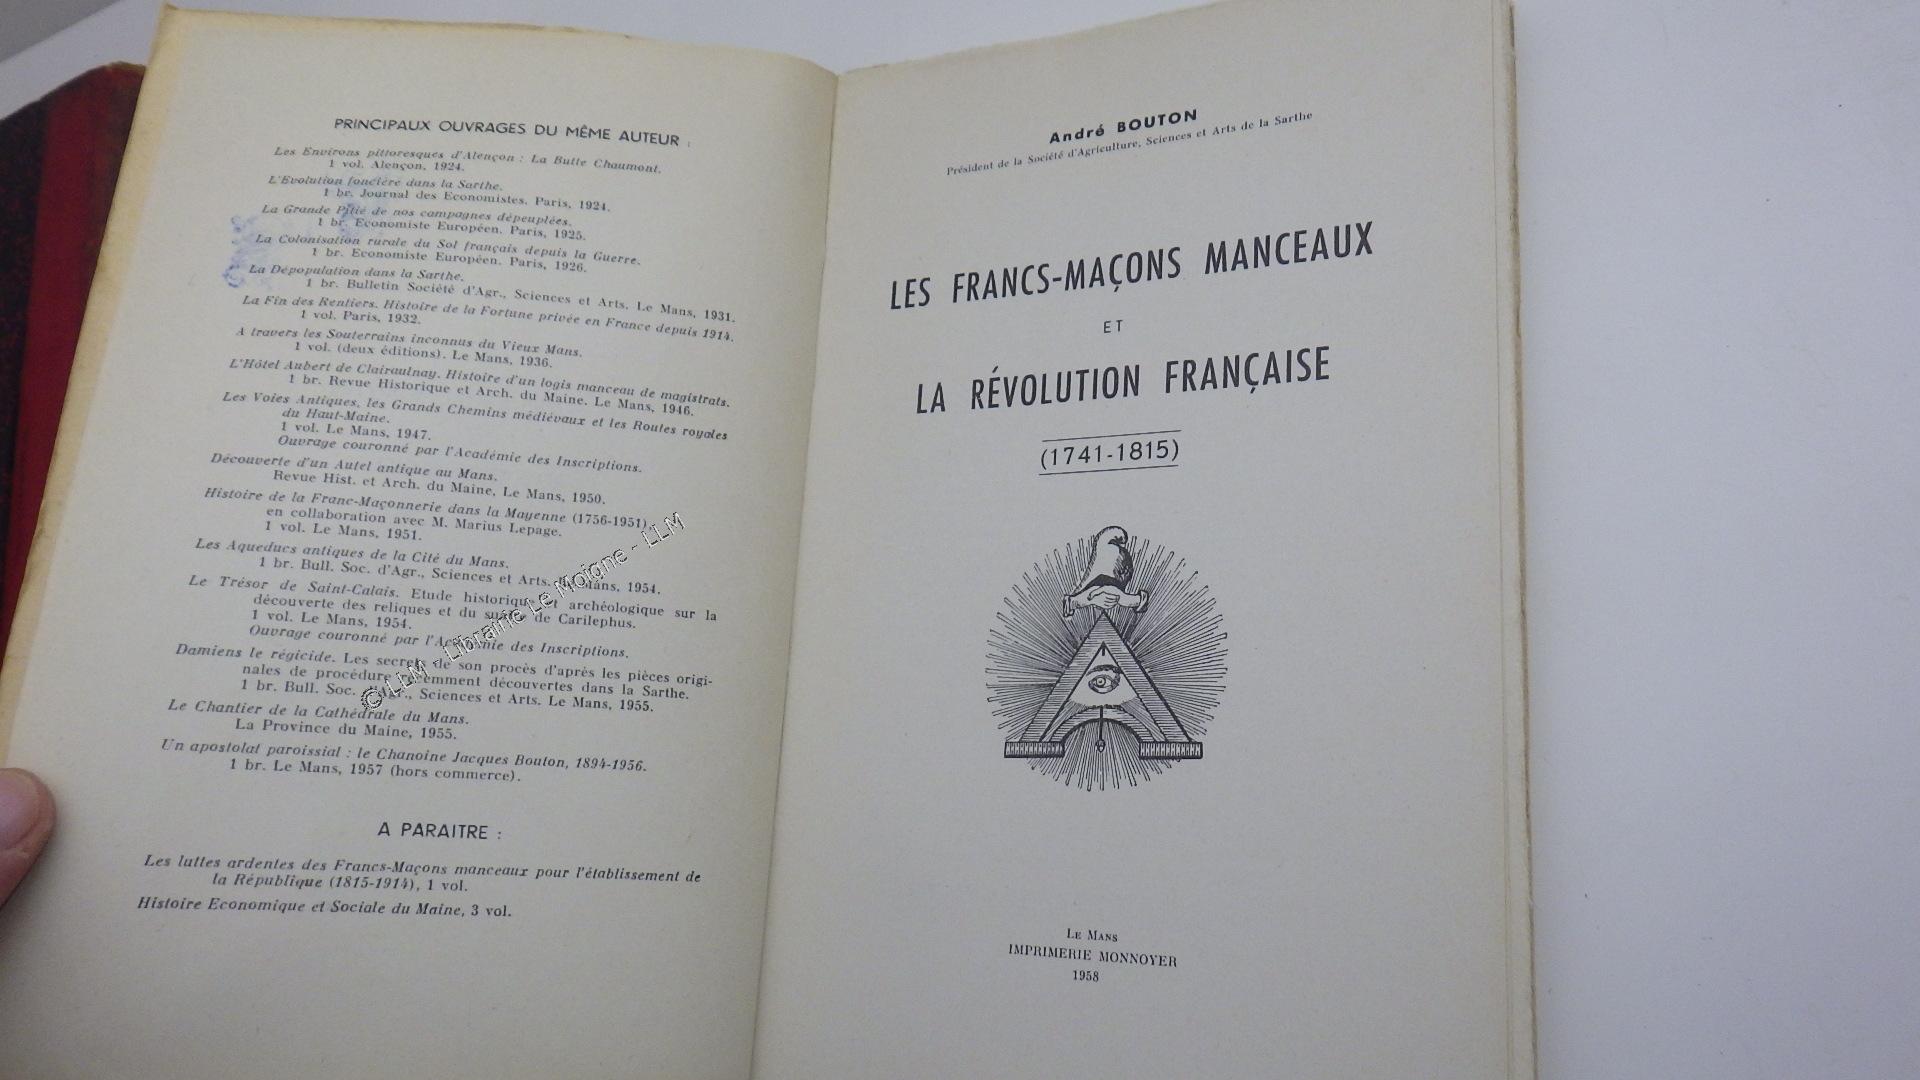 PRINCIPAUX OUVRAGES DU MÊME AUTEUR :
Les Environs pittoresques d'Alençon : La Butte Chaumont.
1 vol. Alençon, 1924.
L'Evolution foncière dans la Sarthe.
1 br. Journal des Economistes. Paris, 1924.
La Grande Pitié de nos campagnes dépeuplées.
1 br. Economiste Européen. Paris, 1925.
La Colonisation rurale du Sol français depuis la Guerre.
1 br. Economiste Européen. Paris, 1926.
La Dépopulation dans la Sarthe.
1 br. Bulletin Société d'Agr., Sciences et Arts. Le Mans, 1931.
La Fin des Rentiers. Histoire de la Fortune privée en France depuis 1914.
1 vol. Paris, 1932.
A travers les Souterrains inconnus du Vieux Mans.
1 vol. (deux éditions). Le Mans, 1936.
L'Hôtel Aubert de Clairaulnay. Histoire d'un logis manceau de magistrats.
1 br. Revue Historique et Arch. du Maine. Le Mans, 1946.
Les Voies Antiques, les Grands Chemins médiévaux et les Routes royales
du Haut-Maine.
1 vol. Le Mans, 1947.
Ouvrage couronné par l'Académie des Inscriptions.
Découverte d'un Autel antique au Mans.
Revue Hist. et Arch. du Maine, Le Mans, 1950.
Histoire de la Franc-Maçonnerie dans la Mayenne (1756-1951),
en collaboration avec M. Marius Lepage.
1 vol. Le Mans, 1951.
Les Aqueducs antiques de la Cité du Mans.
1 br. Bull. Soc. d'Agr., Sciences et Arts. Le Mans, 1954.
Le Trésor de Saint-Calais. Etude historique et archéologique sur la
découverte des reliques et du suaire de Carilephus.
1 vol. Le Mans, 1954.
Ouvrage couronné par l'Académie des Inscriptions.
Damiens le régicide. Les secrets de son procès d'après les pièces origi-
nales de procédure récemment découvertes dans la Sarthe.
1 br. Bull. Soc. d'Agr., Sciences et Arts. Le Mans, 1955.
Le Chantier de la Cathédrale du Mans.
La Province du Maine, 1955.
Un apostolat paroissial : le Chanoine Jacques Bouton, 1894-1956.
1 br. Le Mans, 1957 (hors commerce).
A PARAITRE :
Les luttes ardentes des Francs-Maçons manceaux pour l'établissement de
la République (1815-1914), 1 vol.
Histoire Economique et Sociale du Maine, 3 vol.
© LLM - Librairie Le Moigne - LLM
André BOUTON
Président de la Société d'Agriculture, Sciences et Arts de la Sarthe
LES FRANCS-MAÇONS MANCEAUX
ET
LA RÉVOLUTION FRANÇAISE
(1741-1815)
LE MANS
IMPRIMERIE MONNOYER
1958